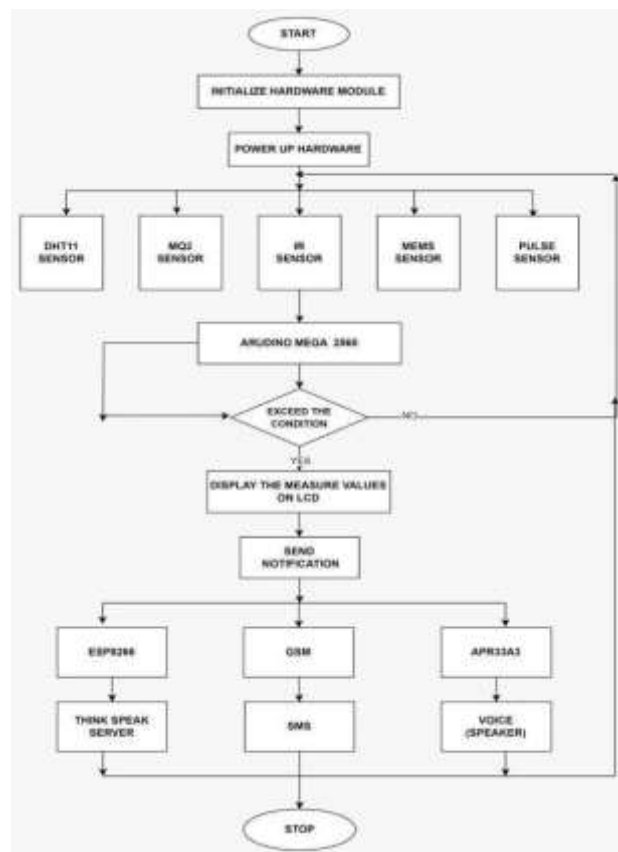 START
INITIALIZE HARDWARE MODULE
POWER UP HARDWARE
DHT11
SENSOR
MQ2
SENSOR
IR
SENSOR
MEMS
SENSOR
PULSE
SENSOR
ARUDINO MEGA 2560
EXCEED THE
CONDITION
NO
YES
DISPLAY THE MEASURE VALUES
ON LCD
SEND
NOTIFICATION
ESP8266
GSM
APR33A3
THINK SPEAK
SERVER
SMS
VOICE
(SPEAKER)
STOP